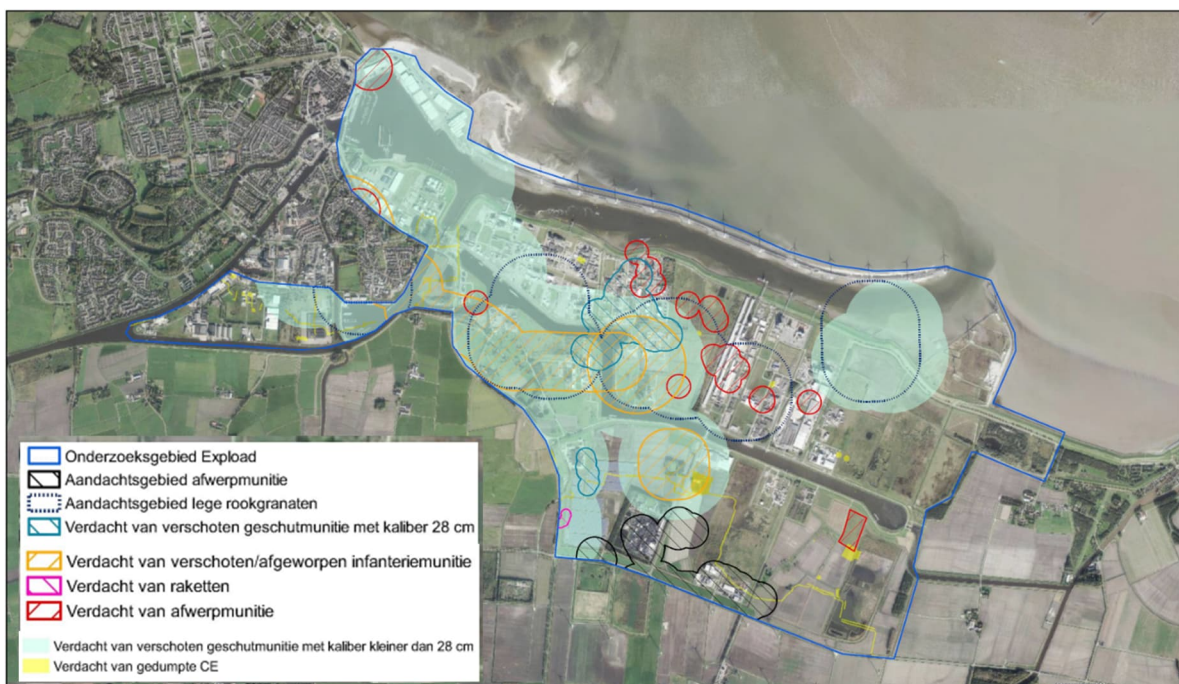 Onderzoeksgebied Expload
Aandachtsgebied afwerpmunitie
Aandachtsgebied lege rookgranaten
Verdacht van verschoten geschutmunitie met kaliber 28 cm
Verdacht van verschoten/afgeworpen infanteriemunitie
Verdacht van raketten
Verdacht van afwerpmunitie
Verdacht van verschoten geschutmunitie met kaliber kleiner dan 28 cm
Verdacht van gedumpte CE